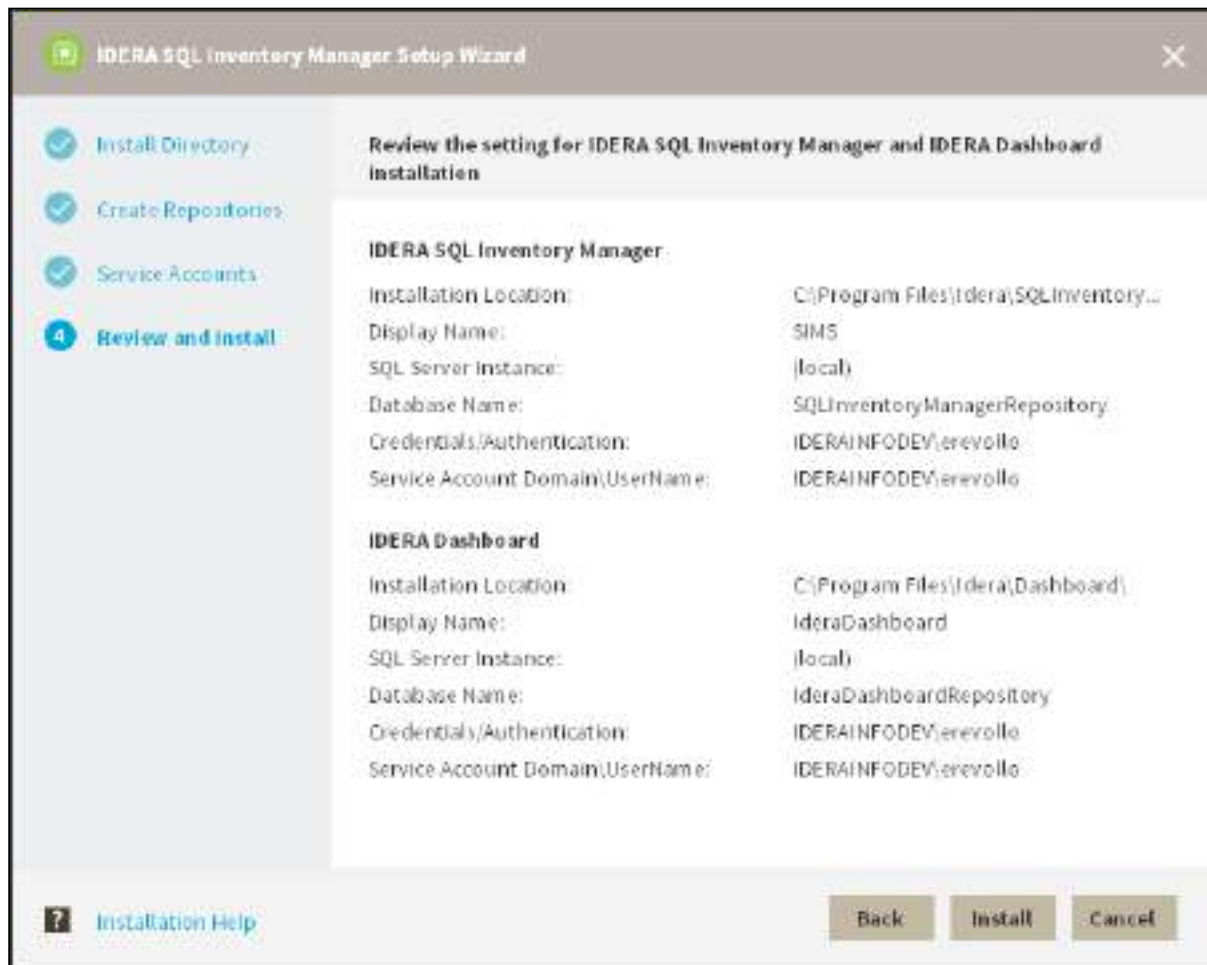 IDERA SQL Inventory Manager Setup Wizard
Install Directory
Create Repositories
Service Accounts
4 Review and Install
Review the setting for IDERA SQL Inventory Manager and IDERA Dashboard
installation
IDERA SQL Inventory Manager
Installation Location: C:\Program Files\Idera\SQLInventory...
Display Name: SIMS
SQL Server Instance: (local)
Database Name: SQLInventoryManagerRepository
Credentials/Authentication: IDERAINFODEV\erevollo
Service Account Domain\UserName: IDERAINFODEV\erevollo
IDERA Dashboard
Installation Location: C:\Program Files\Idera\Dashboard\
Display Name: IderaDashboard
SQL Server Instance: (local)
Database Name: IderaDashboardRepository
Credentials/Authentication: IDERAINFODEV\erevollo
Service Account Domain\UserName: IDERAINFODEV\erevollo
? Installation Help
Back Install Cancel